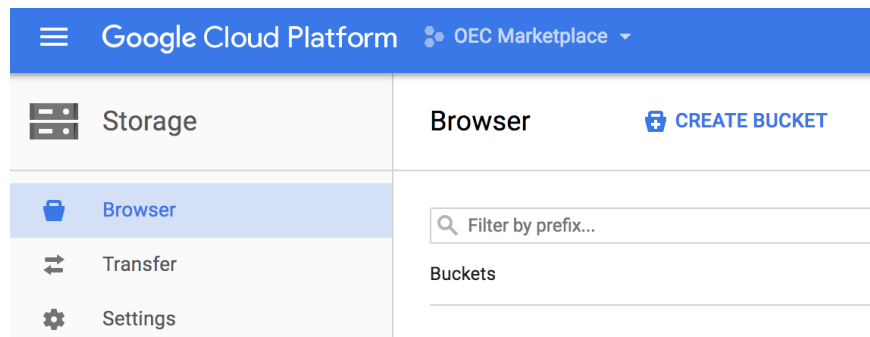 Google Cloud Platform OEC Marketplace
Storage
Browser CREATE BUCKET
Browser
Transfer
Settings
Filter by prefix...
Buckets